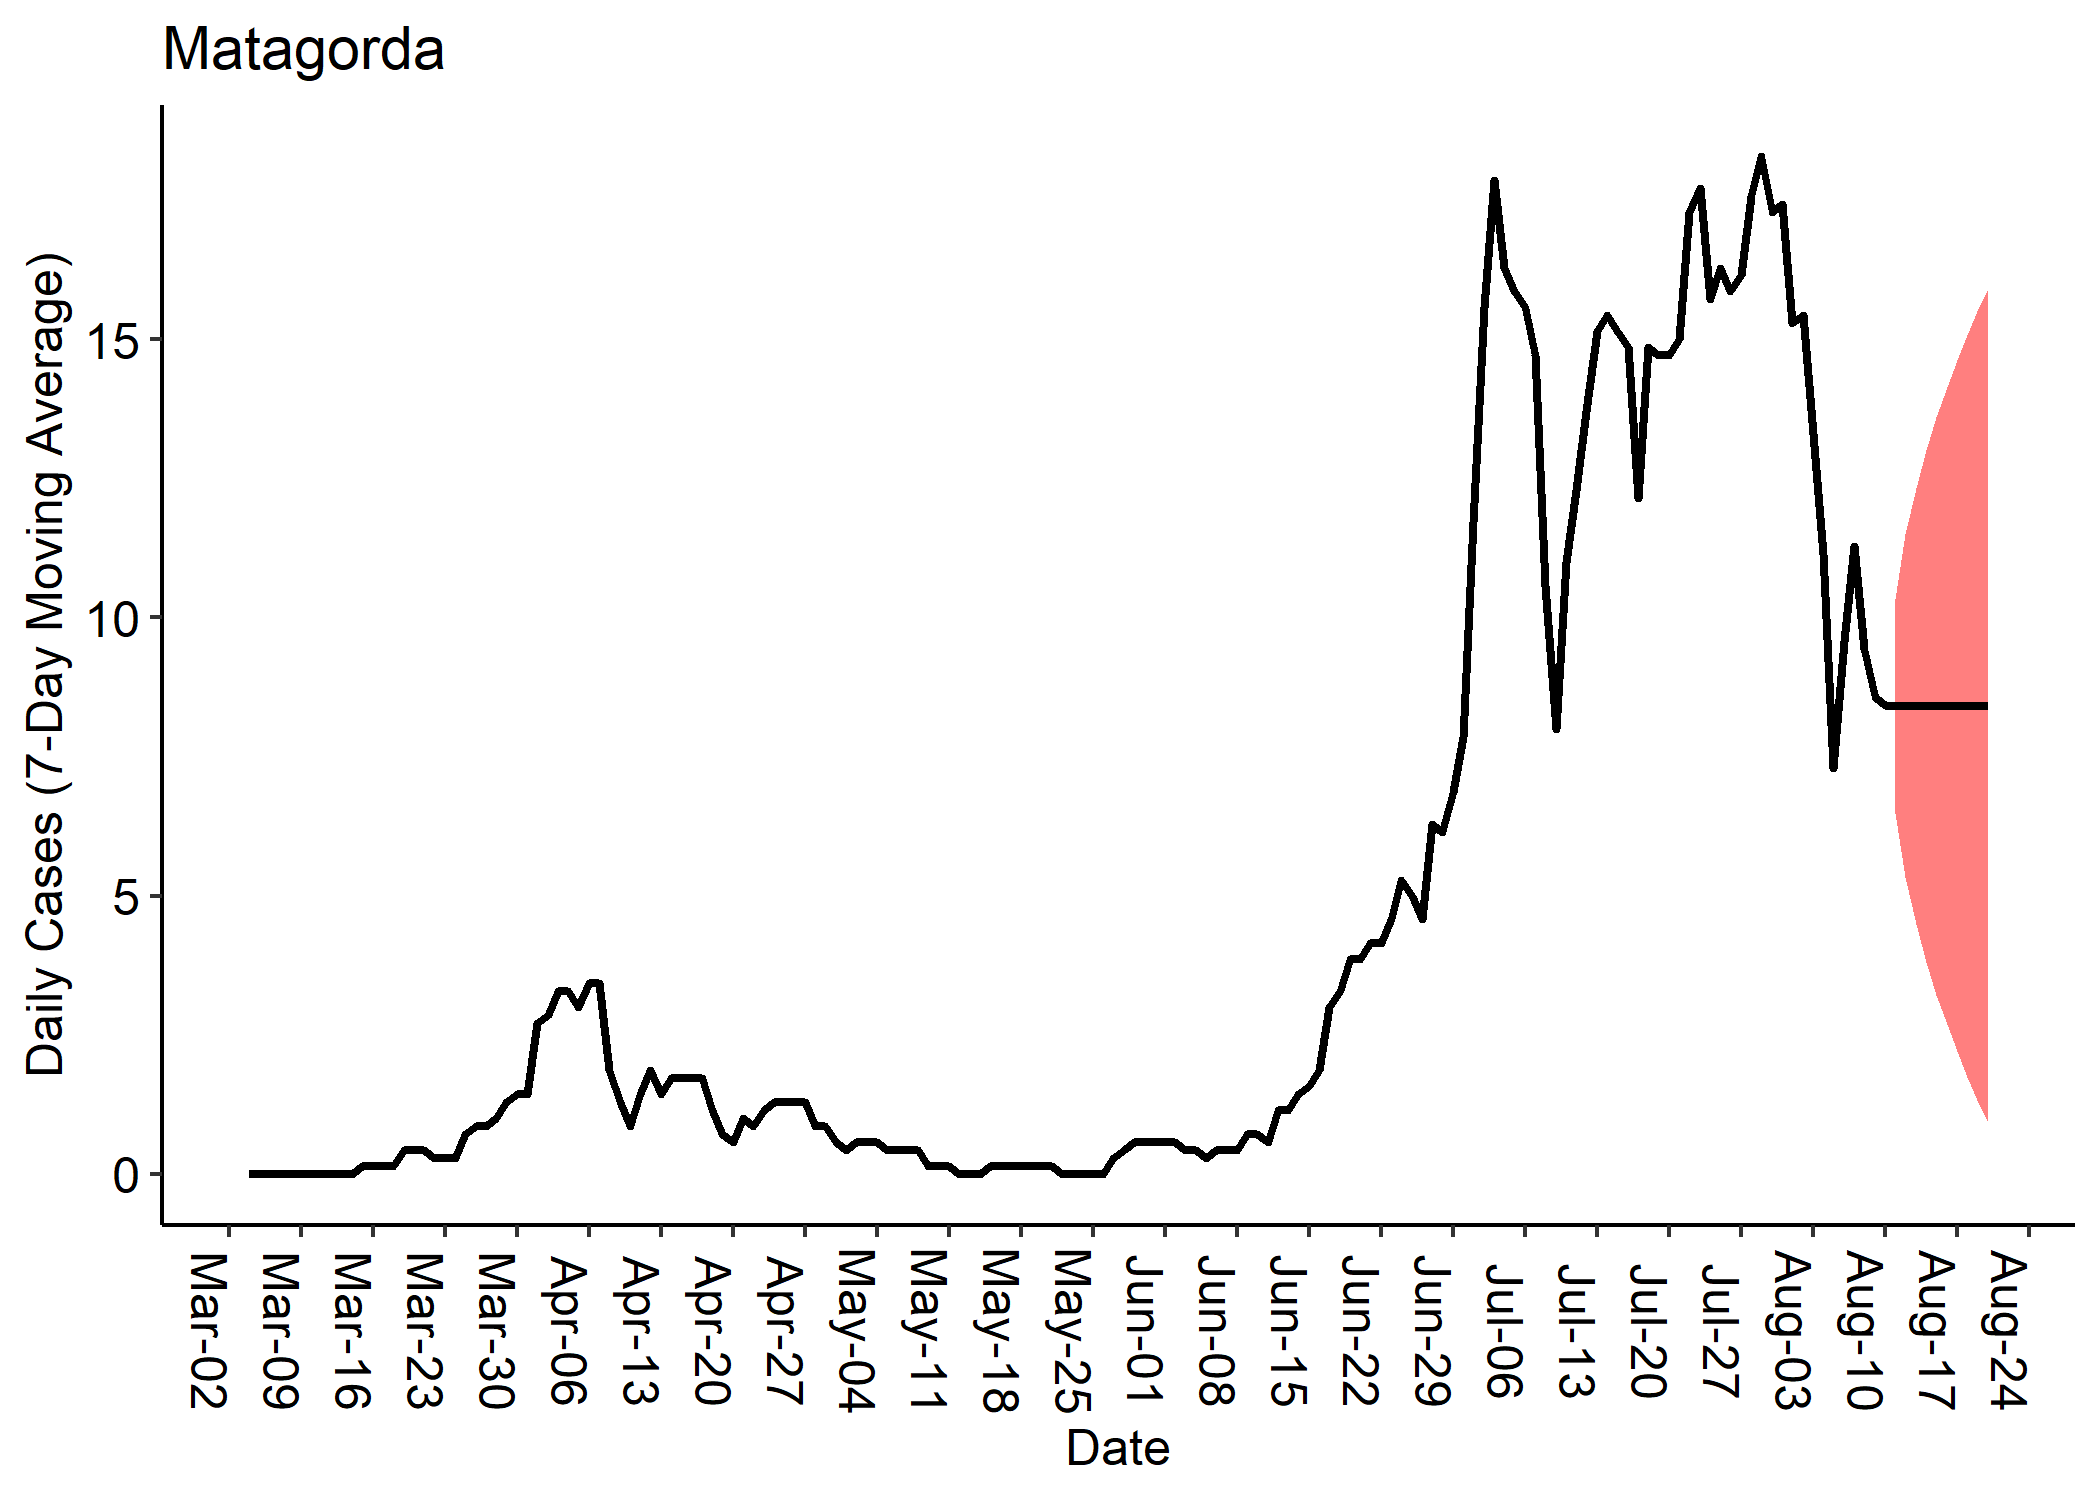 Matagorda
Daily Cases (7-Day Moving Average)
15
10
5
0
Mar-02
Mar-09
Mar-16
Mar-23
Mar-30
Apr-06
Apr-13
Apr-20
Apr-27
May-04
May-11
May-18
May-25
Jun-01
Jun-08
Jun-15
Jun-22
Jun-29
Jul-06
Jul-13
Jul-20
Jul-27
Aug-03
Aug-10
Aug-17
Aug-24
Date